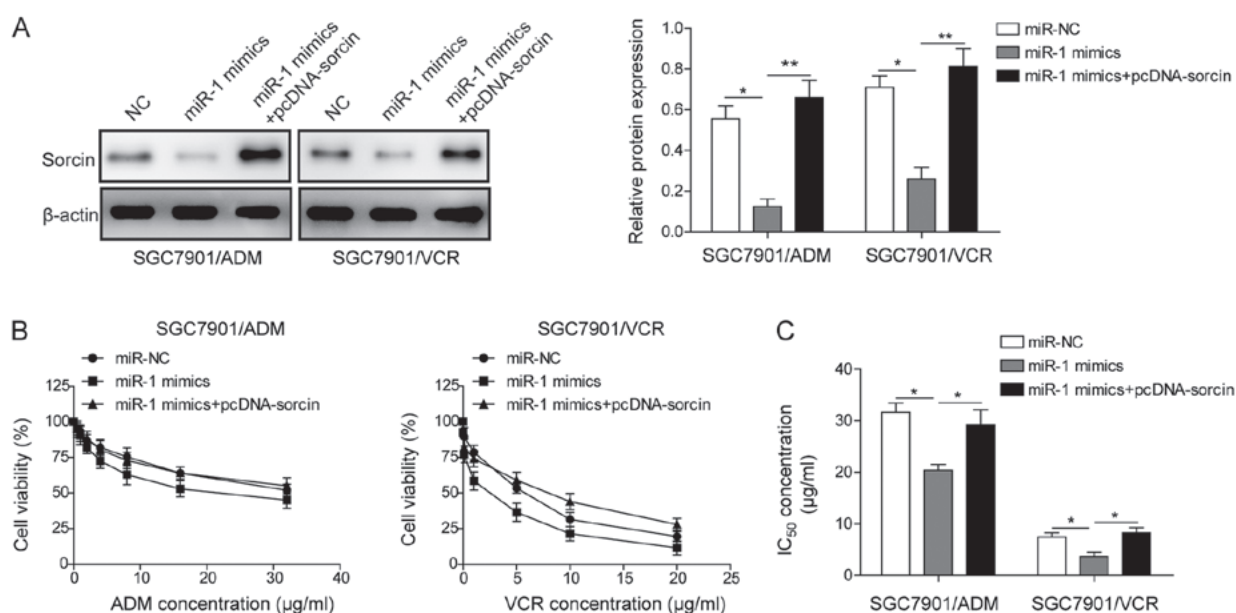 A
NC
miR-1 mimics
miR-1 mimics
+pcDNA-sorcin
NC
miR-1 mimics
miR-1 mimics
+pcDNA-sorcin
Sorcin
β-actin
SGC7901/ADM
SGC7901/VCR
Relative protein expression
1.0
0.8
0.6
0.4
0.2
0.0
* ** * **
SGC7901/ADM
SGC7901/VCR
miR-NC
miR-1 mimics
miR-1 mimics+pcDNA-sorcin
B
SGC7901/ADM
miR-NC
miR-1 mimics
miR-1 mimics+pcDNA-sorcin
Cell viability (%)
125
100
75
50
25
0
0 10 20 30 40
ADM concentration (μg/ml)
SGC7901/VCR
miR-NC
miR-1 mimics
miR-1 mimics+pcDNA-sorcin
Cell viability (%)
125
100
75
50
25
0
0 5 10 15 20 25
VCR concentration (μg/ml)
C
miR-NC
miR-1 mimics
miR-1 mimics+pcDNA-sorcin
IC50 concentration
(μg/ml)
40
30
20
10
0
* * * *
SGC7901/ADM
SGC7901/VCR